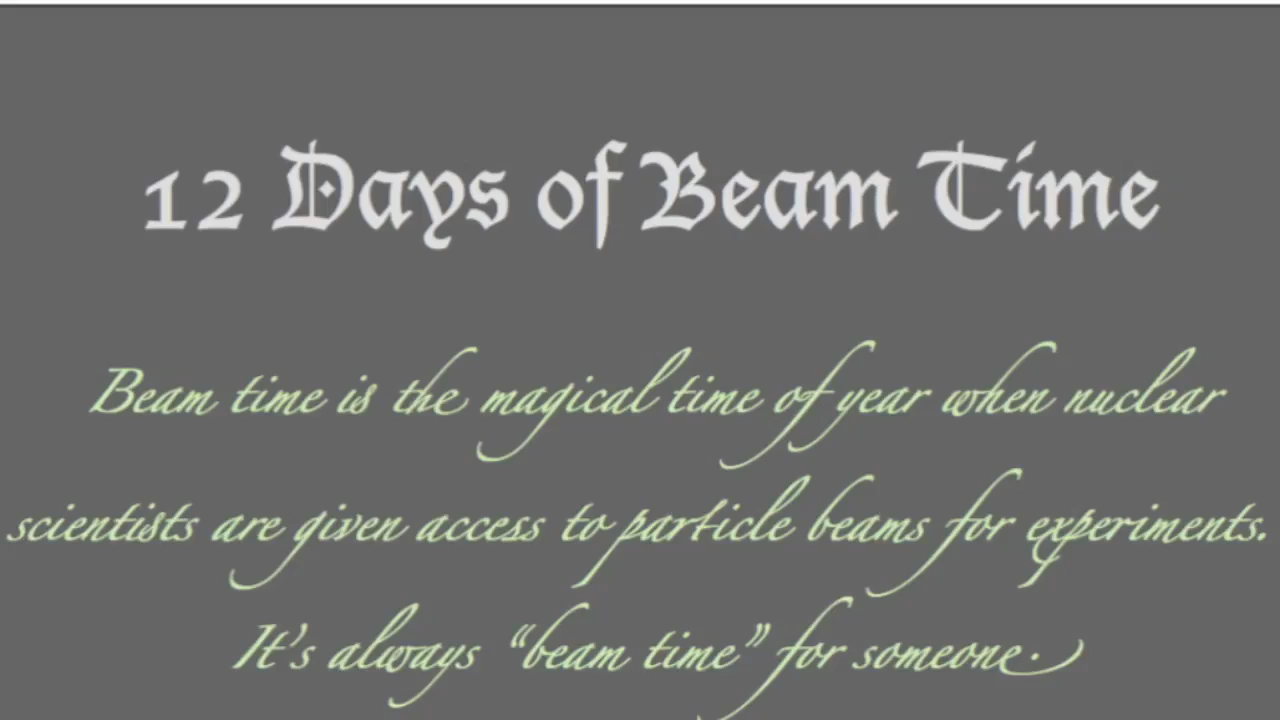 12 Days of Beam Time
Beam time is the magical time of year when nuclear
scientists are given access to particle beams for experiments.
It's always “beam time” for someone.